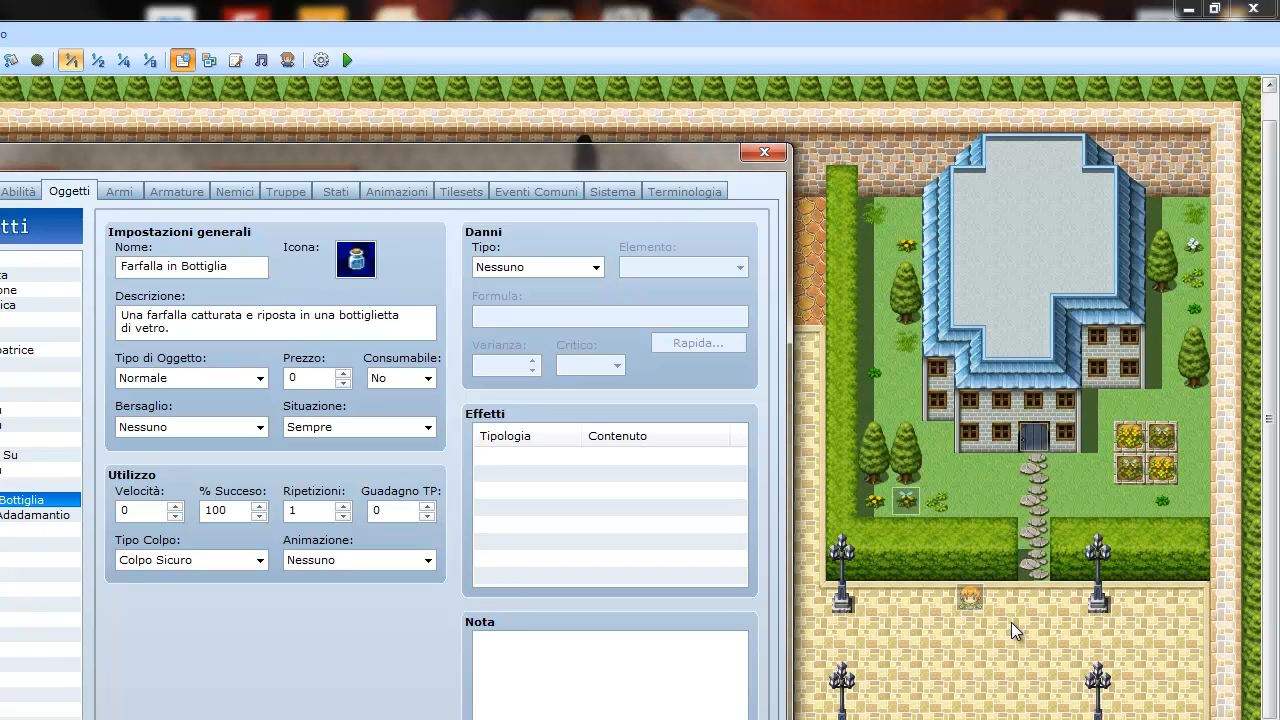 o
Abilità Oggetti Armi Armature Nemici Truppe Stati Animazioni Tilesets Eventi Comuni Sistema Terminologia
tti
ta
one
ica
patrice
Su
Bottiglia
Adadamantio
Impostazioni generali
Nome: Icona:
Farfalla in Bottiglia
Descrizione:
Una farfalla catturata e riposta in una bottiglietta
di vetro.
Tipo di Oggetto: Prezzo: Consumabile:
Normale 0 No
Bersaglio: Situazione:
Nessuno Sempre
Utilizzo
Velocità: % Successo: Ripetizioni: Guadagno TP:
100 1 0
Tipo Colpo: Animazione:
Colpo Sicuro Nessuno
Danni
Tipo: Elemento:
Nessuno
Formula:
Varianza: Critico: Rapida...
Effetti
Tipologia Contenuto
Nota